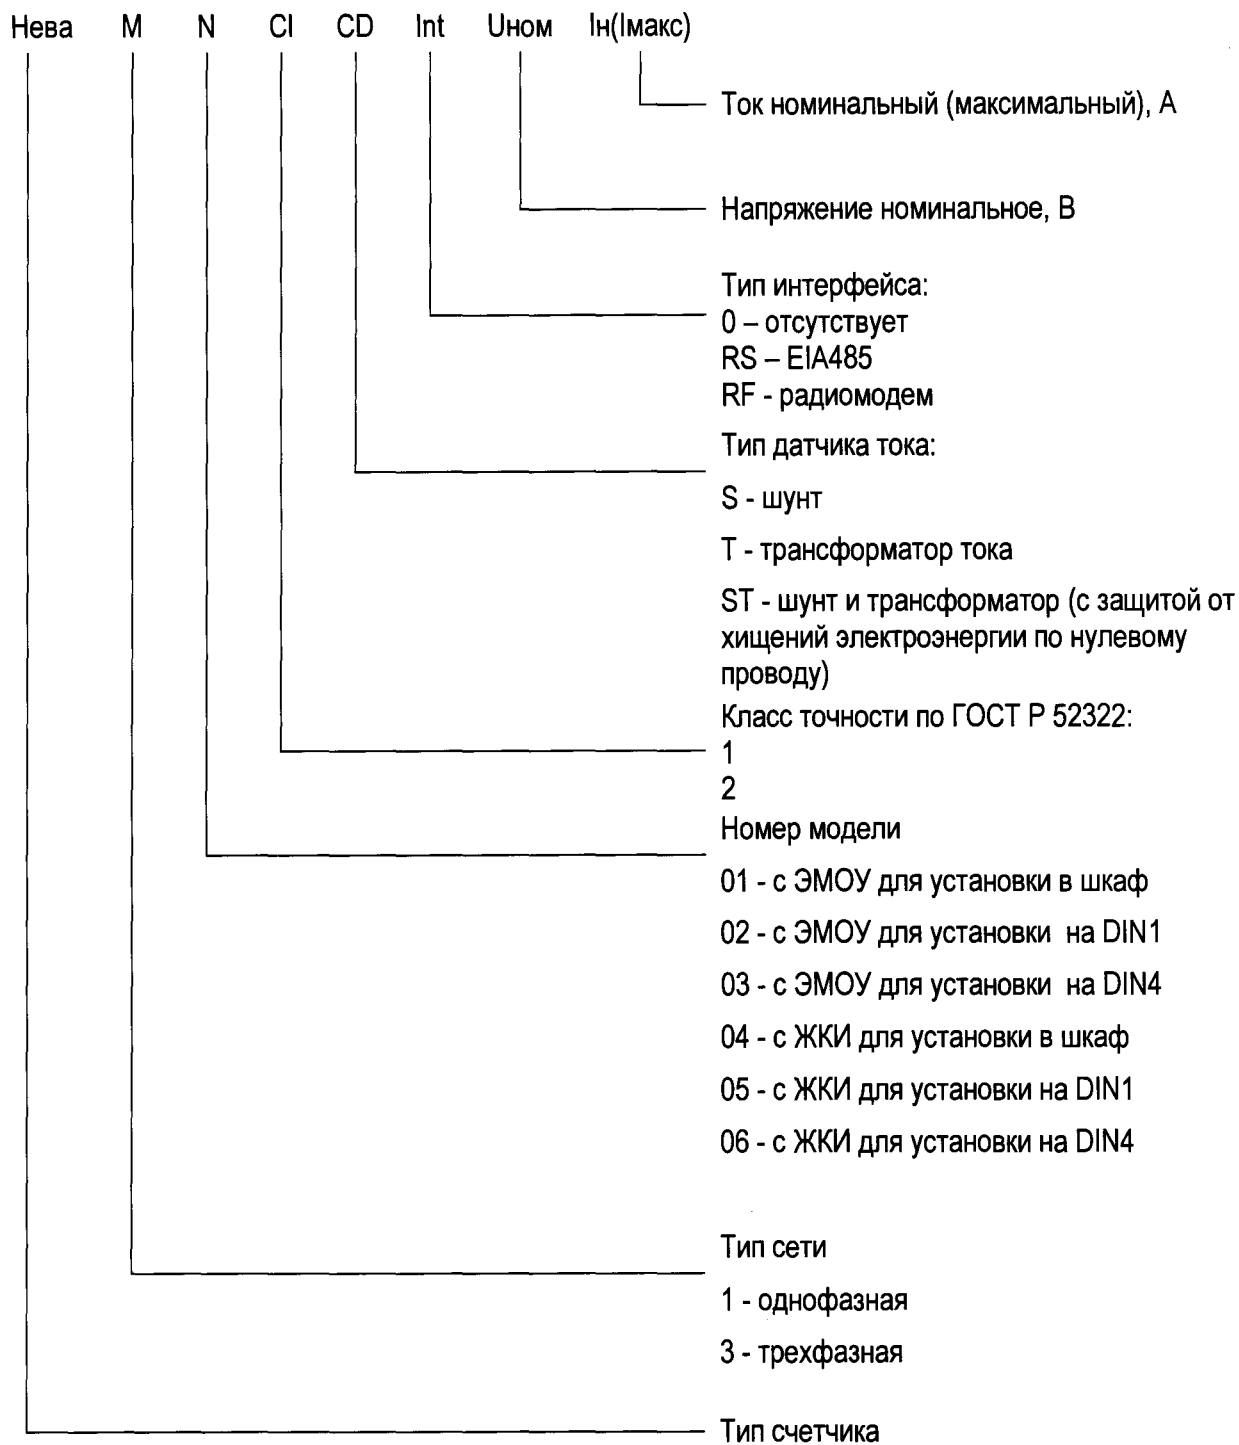 Нева M N Cl CD Int Uном Iн(Iмакс)
Ток номинальный (максимальный), А
Напряжение номинальное, В
Тип интерфейса:
0 – отсутствует
RS – EIA485
RF - радиомодем
Тип датчика тока:
S - шунт
Т - трансформатор тока
ST - шунт и трансформатор (с защитой от
хищений электроэнергии по нулевому
проводу)
Класс точности по ГОСТ Р 52322:
1
2
Номер модели
01 - с ЭМОУ для установки в шкаф
02 - с ЭМОУ для установки на DIN1
03 - с ЭМОУ для установки на DIN4
04 - с ЖКИ для установки в шкаф
05 - с ЖКИ для установки на DIN1
06 - с ЖКИ для установки на DIN4
Тип сети
1 - однофазная
3 - трехфазная
Тип счетчика